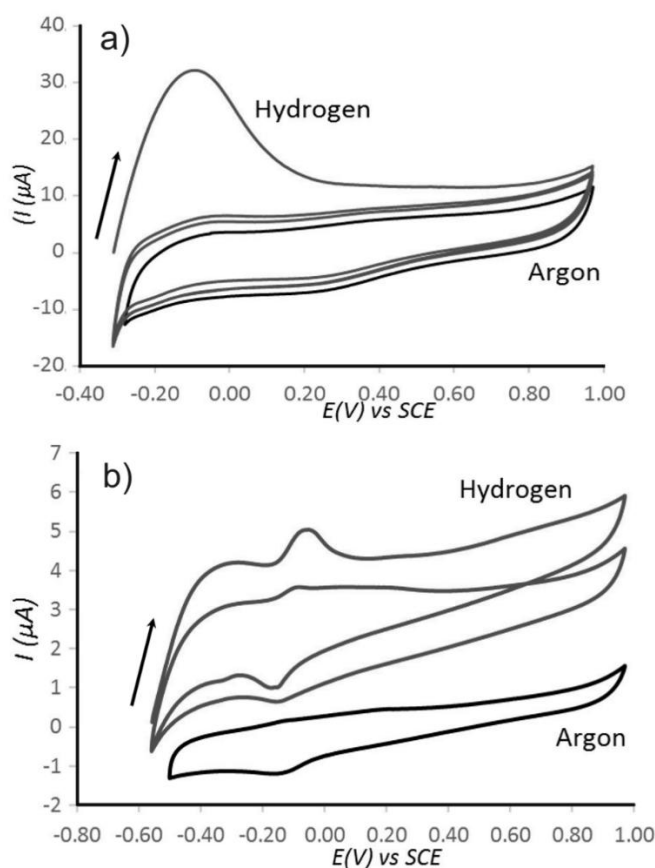 a)
(I (μA)
40
30
20
10
0
-10
-20
Hydrogen
Argon
-0.40 -0.20 0.00 0.20 0.40 0.60 0.80 1.00
E(V) vs SCE
b)
I (μA)
7
6
5
4
3
2
1
0
-1
-2
Hydrogen
Argon
-0.80 -0.60 -0.40 -0.20 0.00 0.20 0.40 0.60 0.80 1.00
E(V) vs SCE